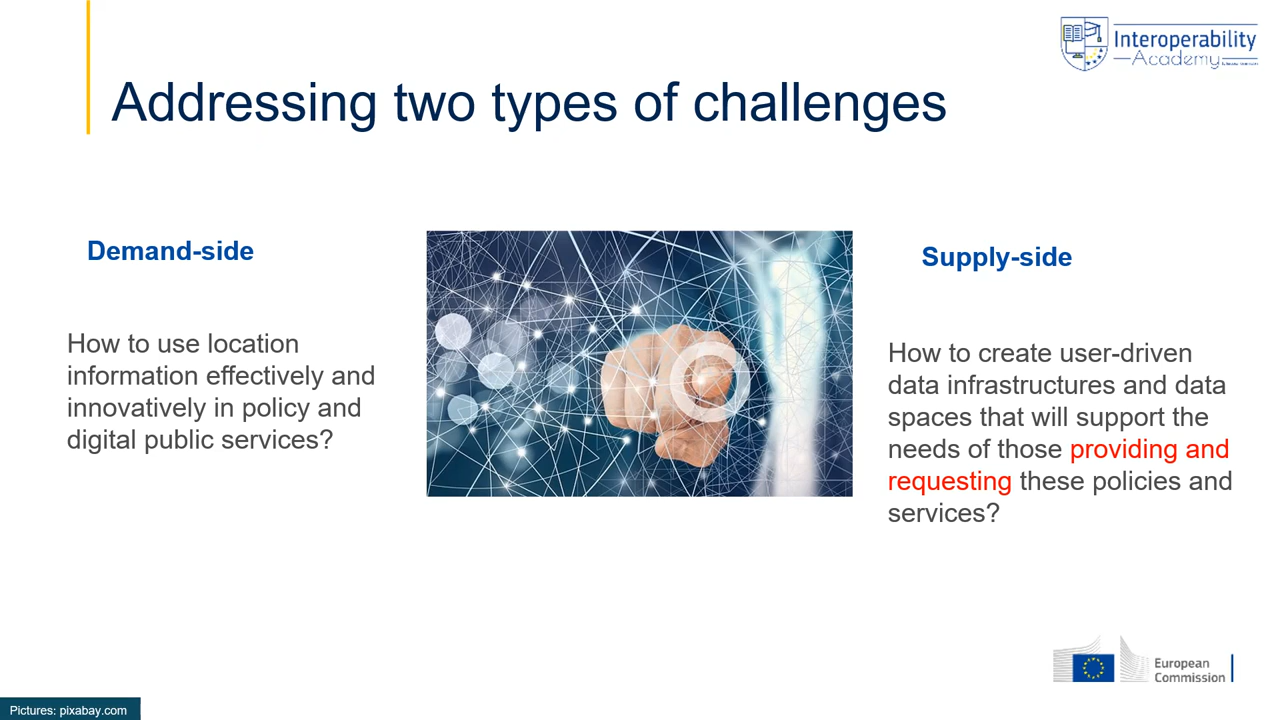 Interoperability
Academy
Addressing two types of challenges
Demand-side
How to use location
information effectively and
innovatively in policy and
digital public services?
Supply-side
How to create user-driven
data infrastructures and data
spaces that will support the
needs of those providing and
requesting these policies and
services?
European
Commission
Pictures: pixabay.com